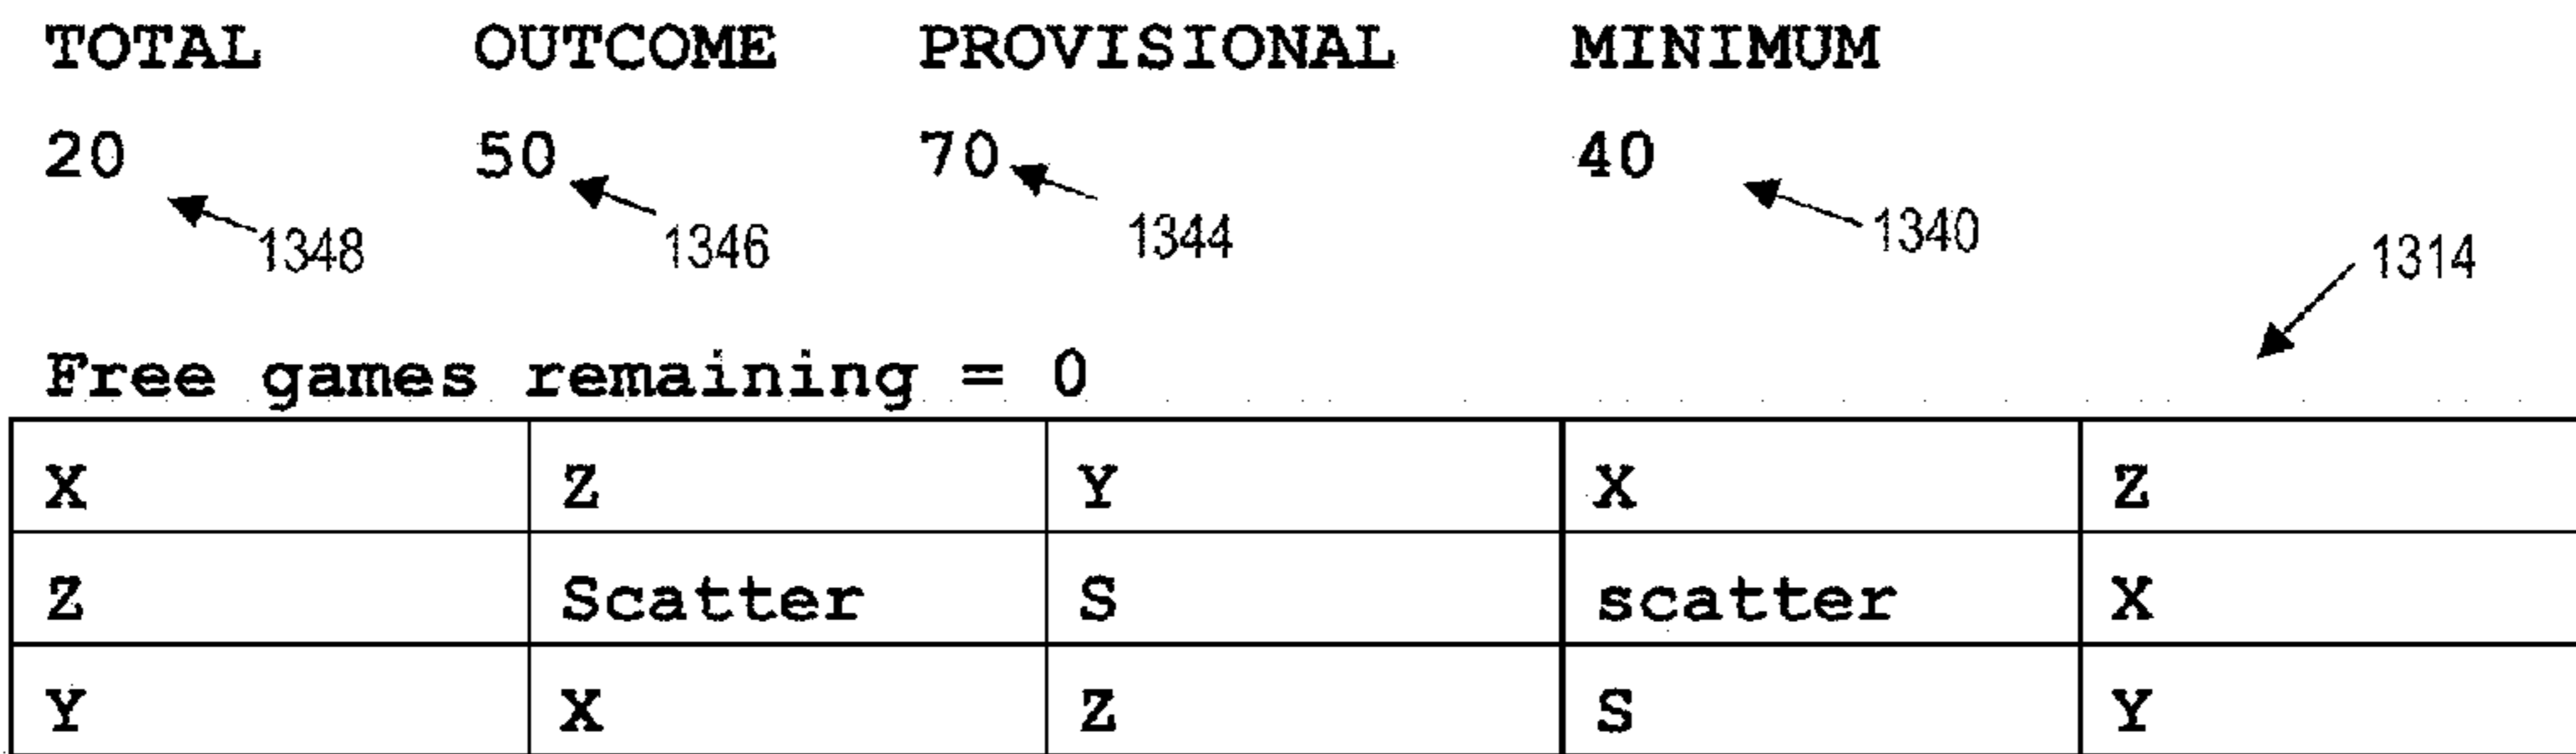 TOTAL OUTCOME PROVISIONAL MINIMUM
20 50 70 40
1348 1346 1344 1340
1314
Free games remaining = 0
X Z Y X Z
Z Scatter S scatter X
Y X Z S Y